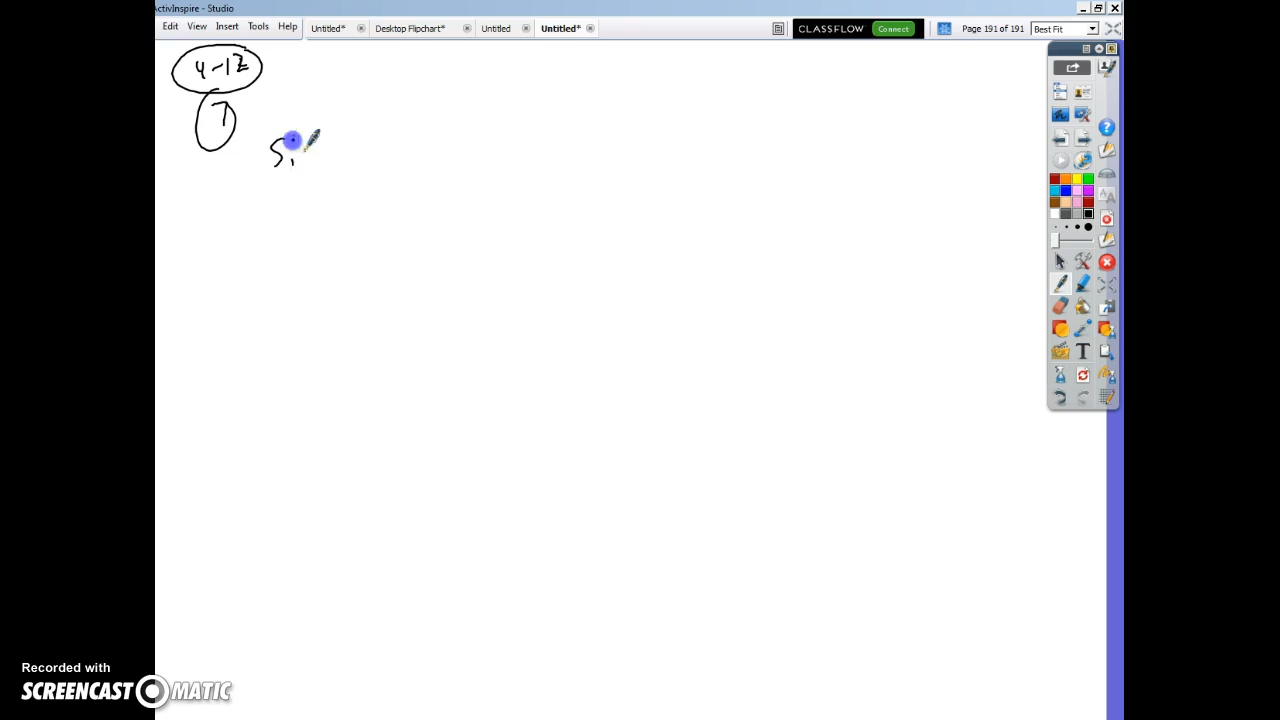 ActivInspire - Studio
Edit View Insert Tools Help
Untitled* Desktop Flipchart* Untitled Untitled*
CLASSFLOW Connect
Page 191 of 191 Best Fit
4-12
7
Si
Recorded with
SCREENCAST MATIC